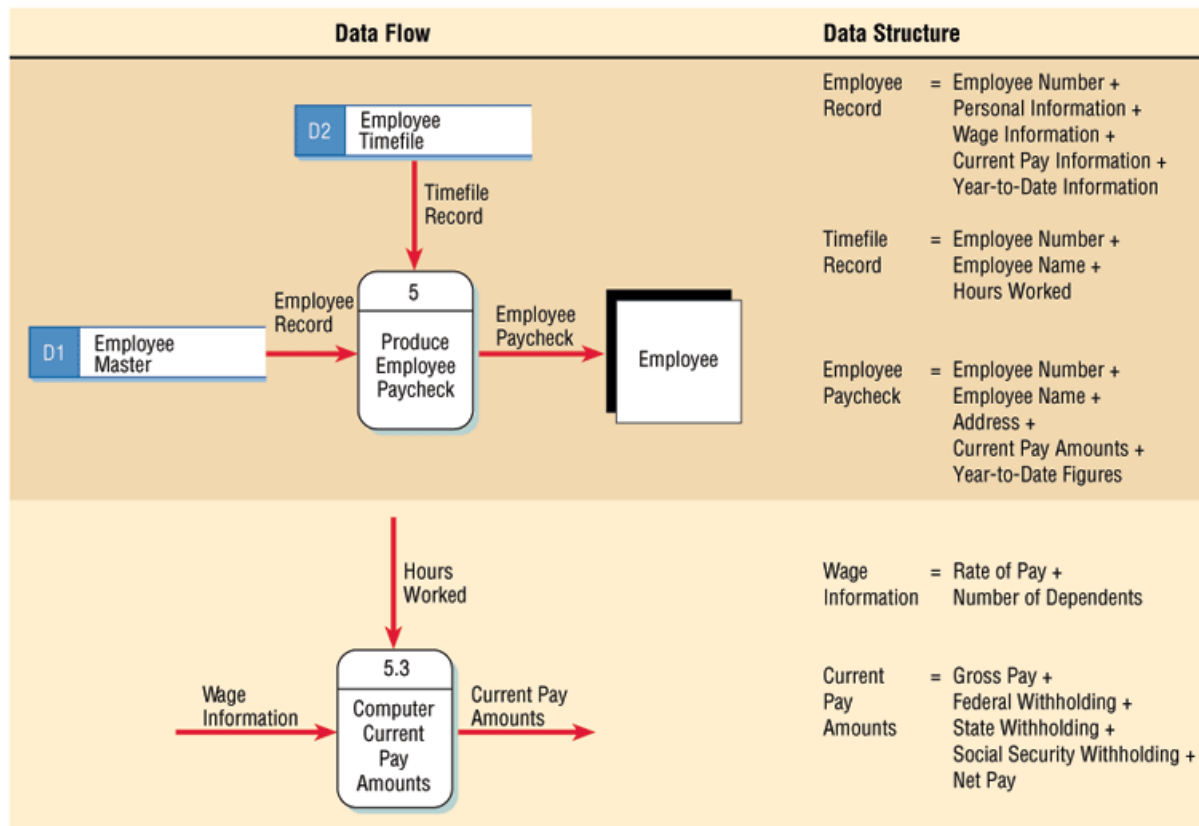 Data Flow
Data Structure
D2
Employee
Timefile
Timefile
Record
5
Produce
Employee
Paycheck
Employee
Record
D1
Employee
Master
Employee
Paycheck
Employee
Employee = Employee Number +
Record Personal Information +
Wage Information +
Current Pay Information +
Year-to-Date Information
Timefile = Employee Number +
Record Employee Name +
Hours Worked
Employee = Employee Number +
Paycheck Employee Name +
Address +
Current Pay Amounts +
Year-to-Date Figures
Hours
Worked
5.3
Computer
Current
Pay
Amounts
Wage
Information
Current Pay
Amounts
Wage = Rate of Pay +
Information Number of Dependents
Current = Gross Pay +
Pay Federal Withholding +
Amounts State Withholding +
Social Security Withholding +
Net Pay